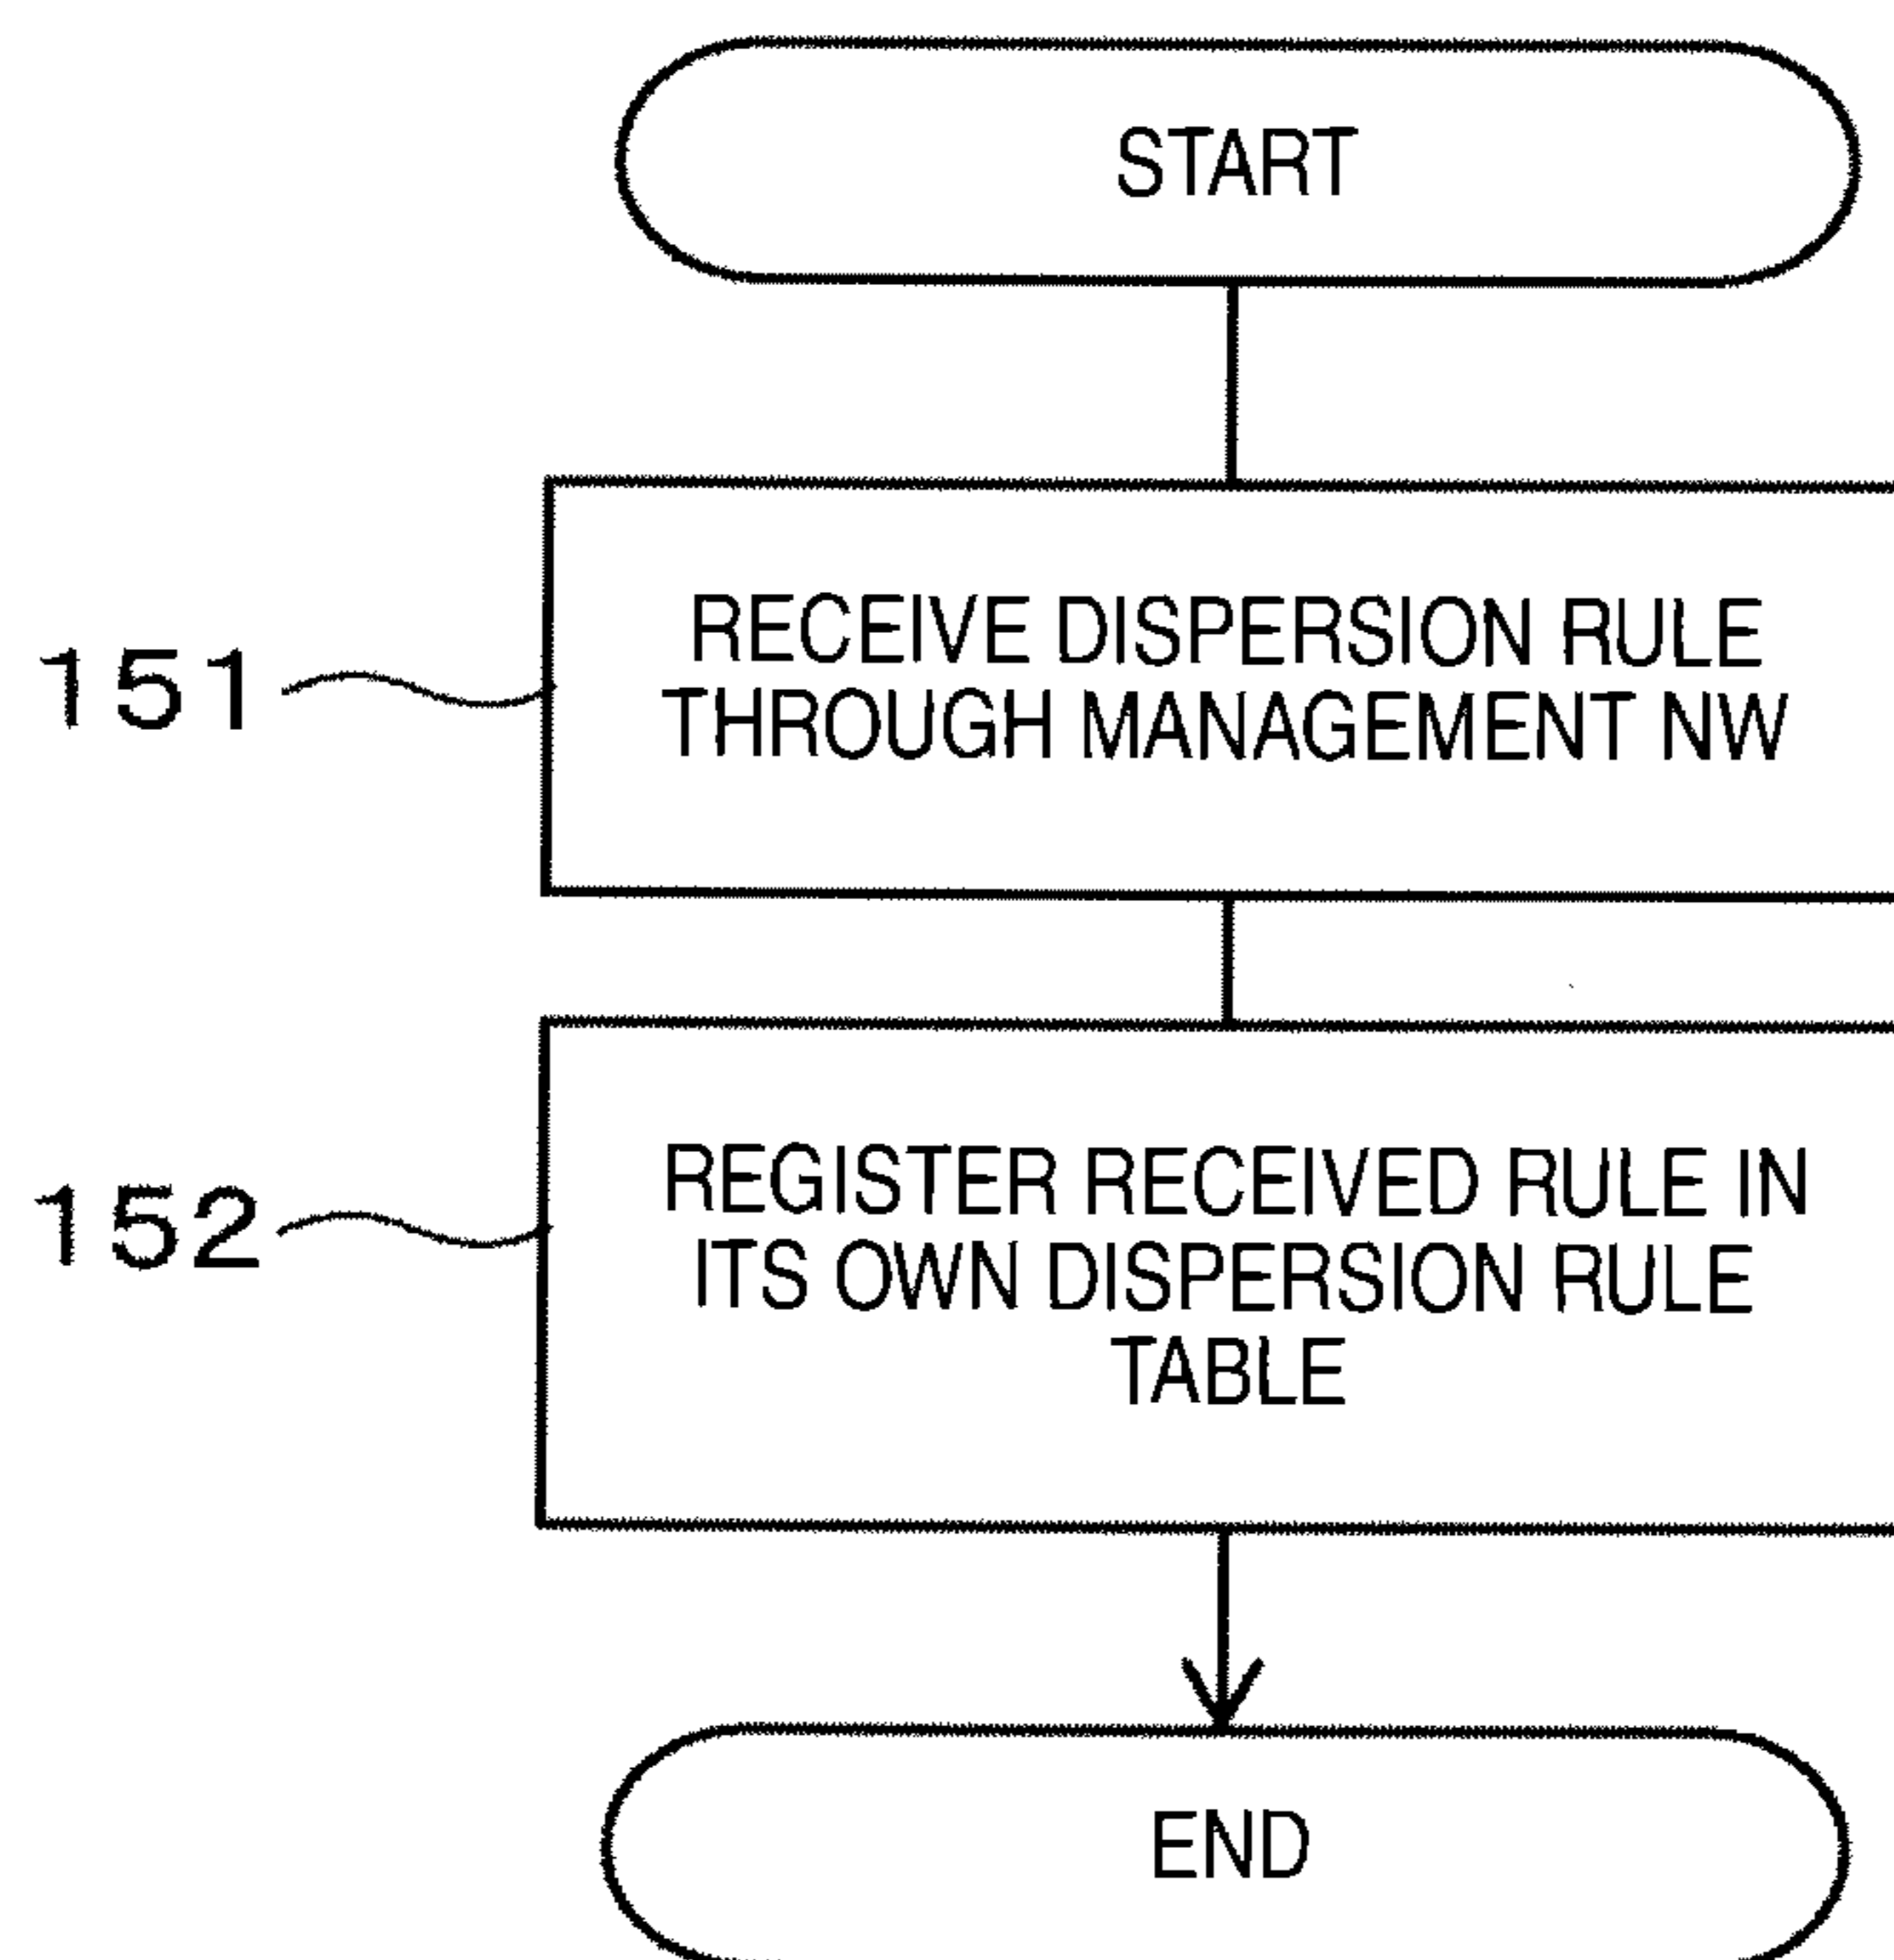 START
151
RECEIVE DISPERSION RULE
THROUGH MANAGEMENT NW
152
REGISTER RECEIVED RULE IN
ITS OWN DISPERSION RULE
TABLE
END